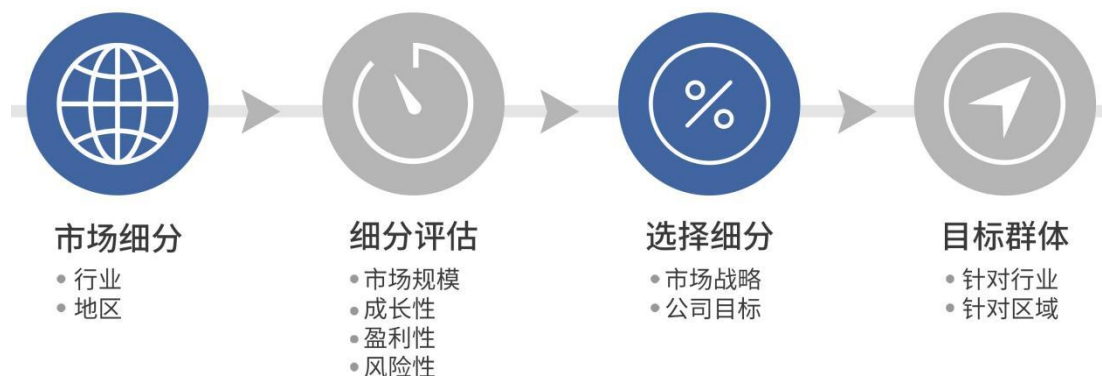 市场细分
• 行业
• 地区
细分评估
• 市场规模
• 成长性
• 盈利性
• 风险性
选择细分
• 市场战略
• 公司目标
目标群体
• 针对行业
• 针对区域